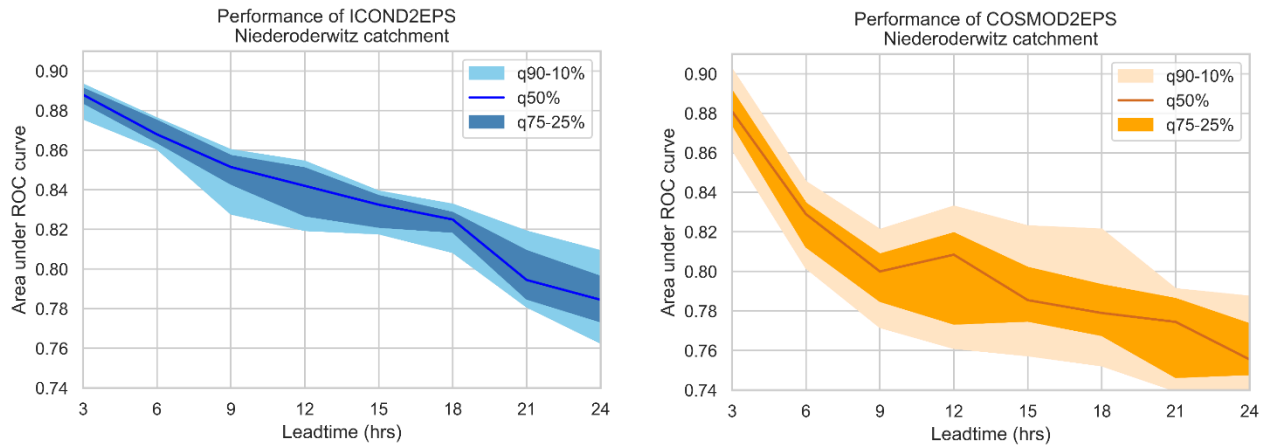 Performance of ICOND2EPS
Niederoderwitz catchment
Area under ROC curve
0.90
0.88
0.86
0.84
0.82
0.80
0.78
0.76
0.74
q90-10%
q50%
q75-25%
3 6 9 12 15 18 21 24
Leadtime (hrs)
Performance of COSMOD2EPS
Niederoderwitz catchment
Area under ROC curve
0.90
0.88
0.86
0.84
0.82
0.80
0.78
0.76
0.74
q90-10%
q50%
q75-25%
3 6 9 12 15 18 21 24
Leadtime (hrs)